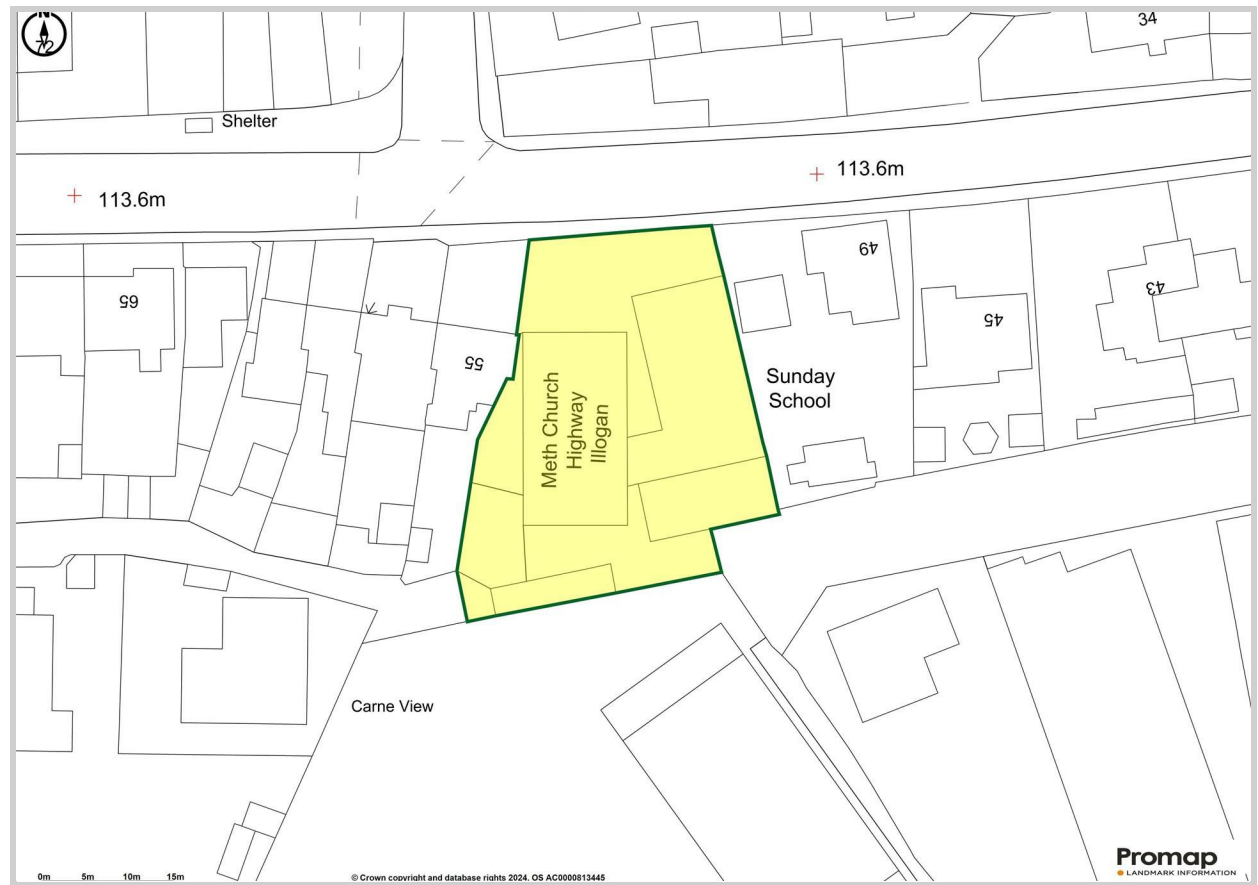 N
72
34
Shelter
113.6m
113.6m
49
65
45
43
55
Sunday
School
Meth Church
Highway
Illogan
Carne View
0m 5m 10m 15m
© Crown copyright and database rights 2024. OS AC0000813445
Promap
LANDMARK INFORMATION